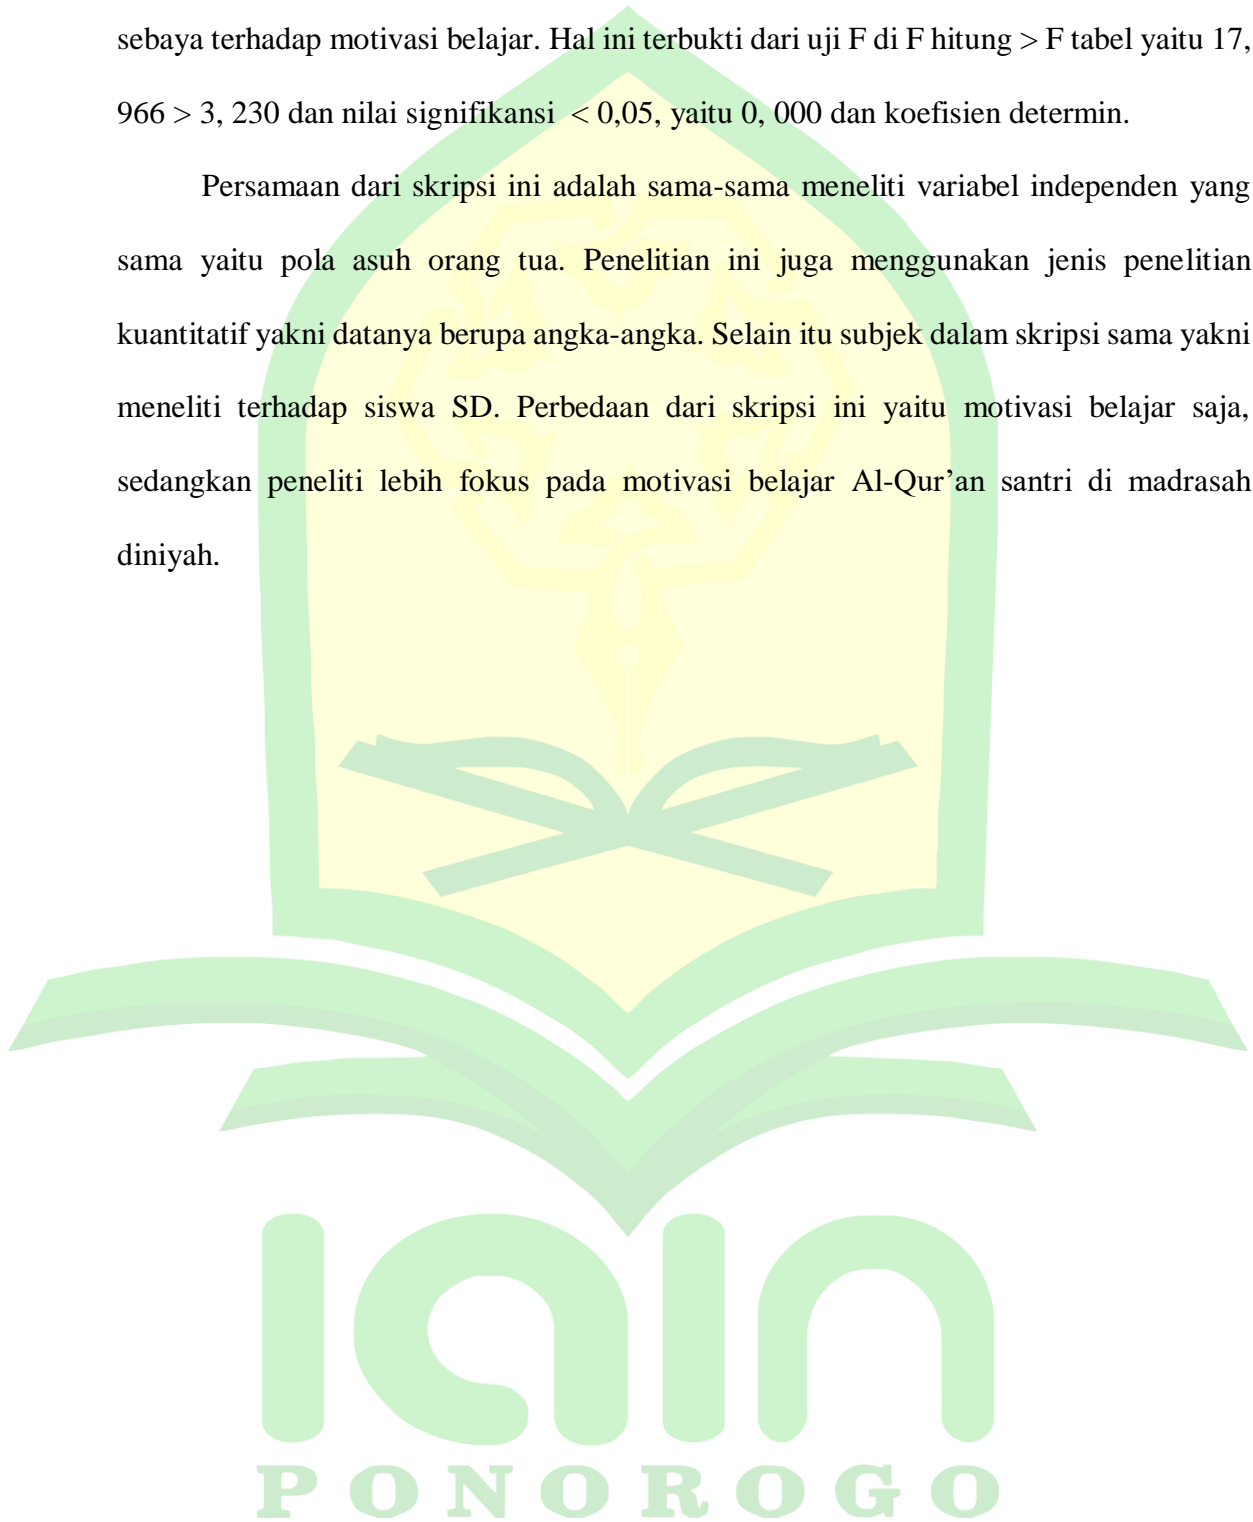 sebaya terhadap motivasi belajar. Hal ini terbukti dari uji F di F hitung > F tabel yaitu 17,
966 > 3, 230 dan nilai signifikansi  < 0,05, yaitu 0, 000 dan koefisien determin.
Persamaan dari skripsi ini adalah sama-sama meneliti variabel independen yang
sama yaitu pola asuh orang tua. Penelitian ini juga menggunakan jenis penelitian
kuantitatif yakni datanya berupa angka-angka. Selain itu subjek dalam skripsi sama yakni
meneliti terhadap siswa SD. Perbedaan dari skripsi ini yaitu motivasi belajar saja,
sedangkan peneliti lebih fokus pada motivasi belajar Al-Qur’an santri di madrasah
diniyah.
iain
PONOROGO